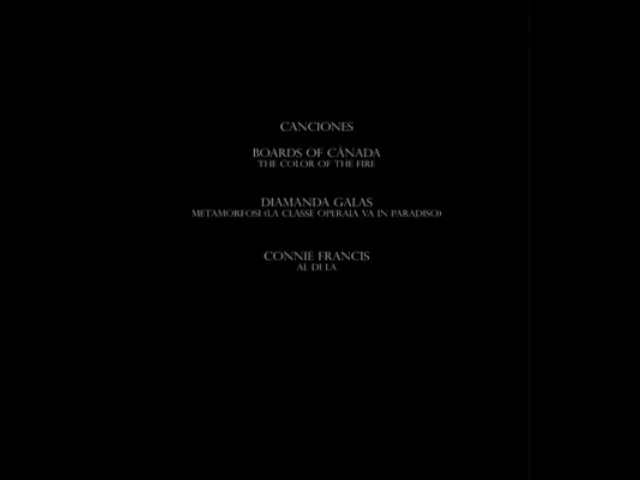 CANCIONES
BOARDS OF CÁNADA
THE COLOR OF THE FIRE
DIAMANDA GALAS
METAMORFOSI (LA CLASSE OPERAIA VA IN PARADISO)
CONNIE FRANCIS
AL DI LA